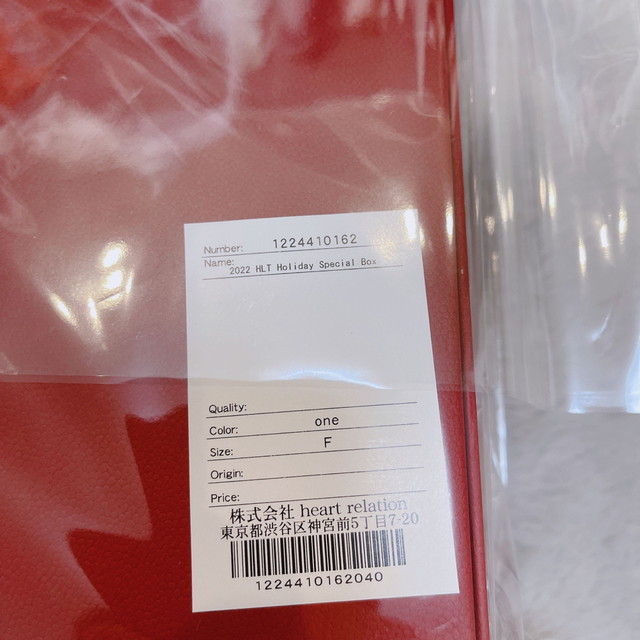 Number: 1224410162
Name: 2022 HLT Holiday Special Box
Quality:
Color: one
Size: F
Origin:
Price:
株式会社 heart relation
東京都渋谷区神宮前5丁目7-20
1224410162040